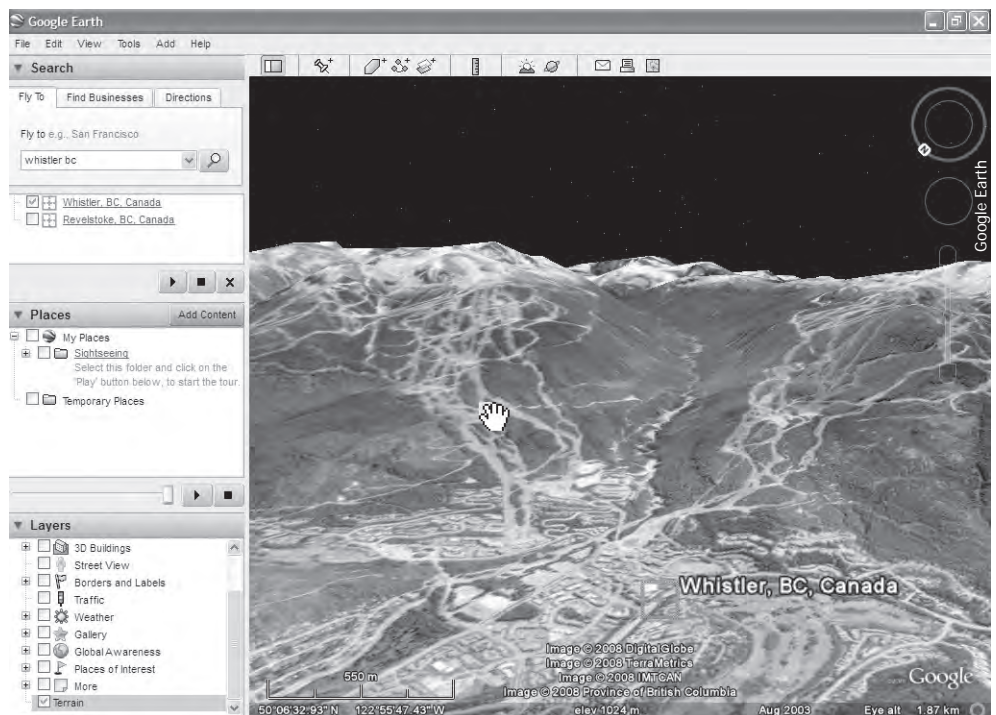 Google Earth
File Edit View Tools Add Help
Search
Fly To Find Businesses Directions
Fly to e.g., San Francisco
whistler bc
Whistler, BC, Canada
Revelstoke, BC, Canada
Places Add Content
My Places
Sightseeing
Select this folder and click on the
'Play' button below, to start the tour.
Temporary Places
Layers
3D Buildings
Street View
Borders and Labels
Traffic
Weather
Gallery
Global Awareness
Places of Interest
More
Terrain
N
Google Earth
Whistler, BC, Canada
Image © 2008 DigitalGlobe
Image © 2008 TerraMetrics
Image © 2008 IMTCAN
Image © 2008 Province of British Columbia
550 m
Google
50°06'32.93" N 122°55'47.43" W elev 1024 m Aug 2003 Eye alt 1.87 km